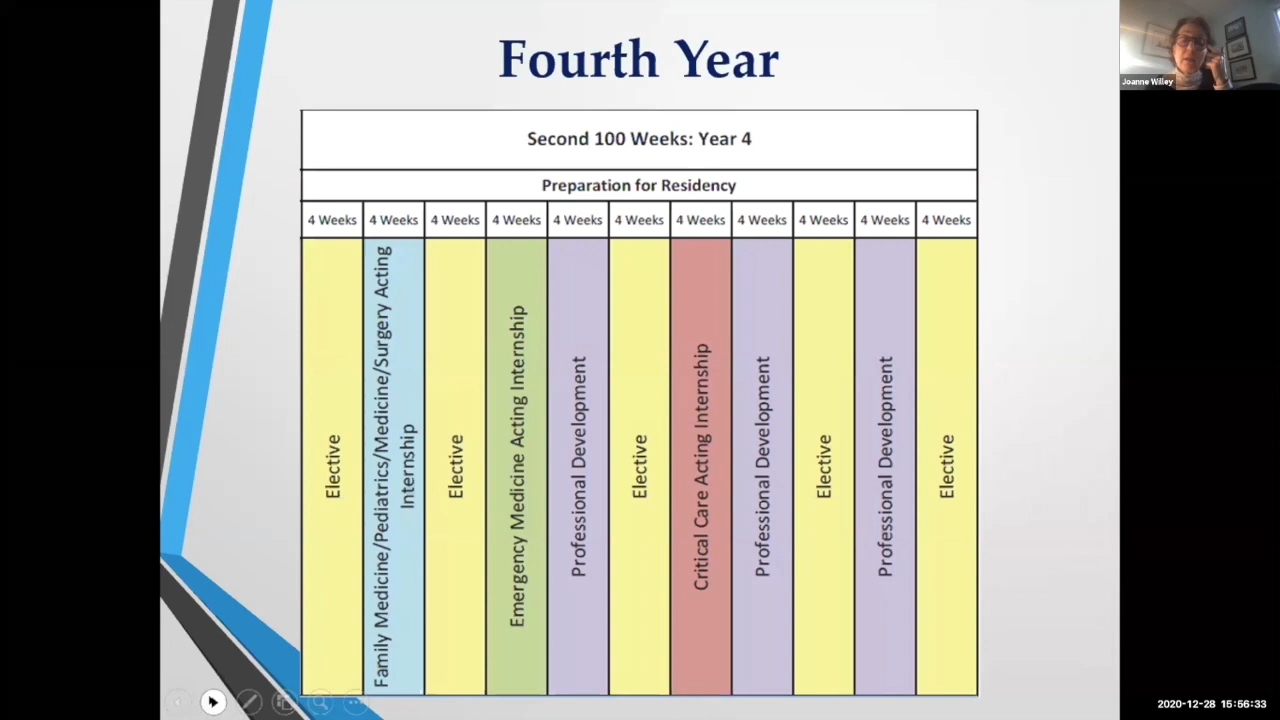 Fourth Year
Joanne Willey
Second 100 Weeks: Year 4
Preparation for Residency
4 Weeks 4 Weeks 4 Weeks 4 Weeks 4 Weeks 4 Weeks 4 Weeks 4 Weeks 4 Weeks 4 Weeks 4 Weeks
Elective
Family Medicine/Pediatrics/Medicine/Surgery Acting
Internship
Elective
Emergency Medicine Acting Internship
Professional Development
Elective
Critical Care Acting Internship
Professional Development
Elective
Professional Development
Elective
2020-12-28 15:56:33